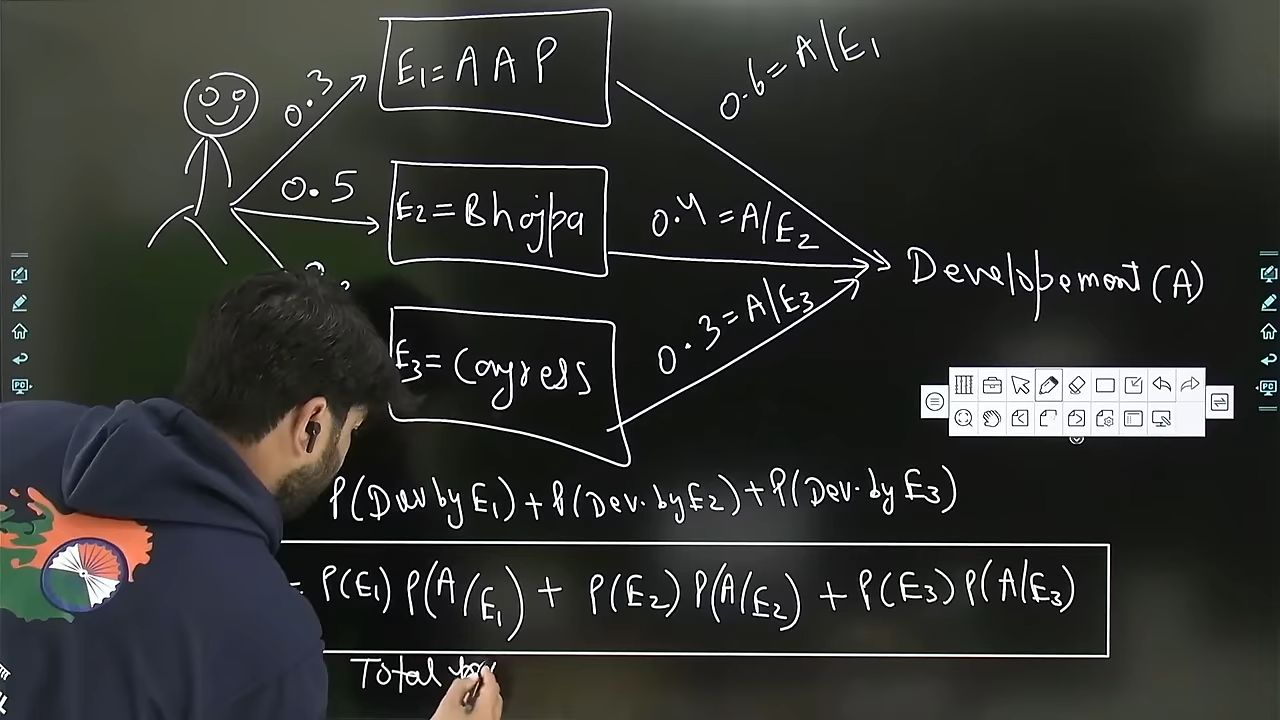 0.3
E1 = AAP
0.6 = A/E1
0.5
E2 = Bhojpa
0.4 = A/E2
Developement (A)
E3 = Congress
0.3 = A/E3
P(Dev by E1) + P(Dev. by E2) + P(Dev. by E3)
= P(E1) P(A/E1) + P(E2) P(A/E2) + P(E3) P(A/E3)
Total